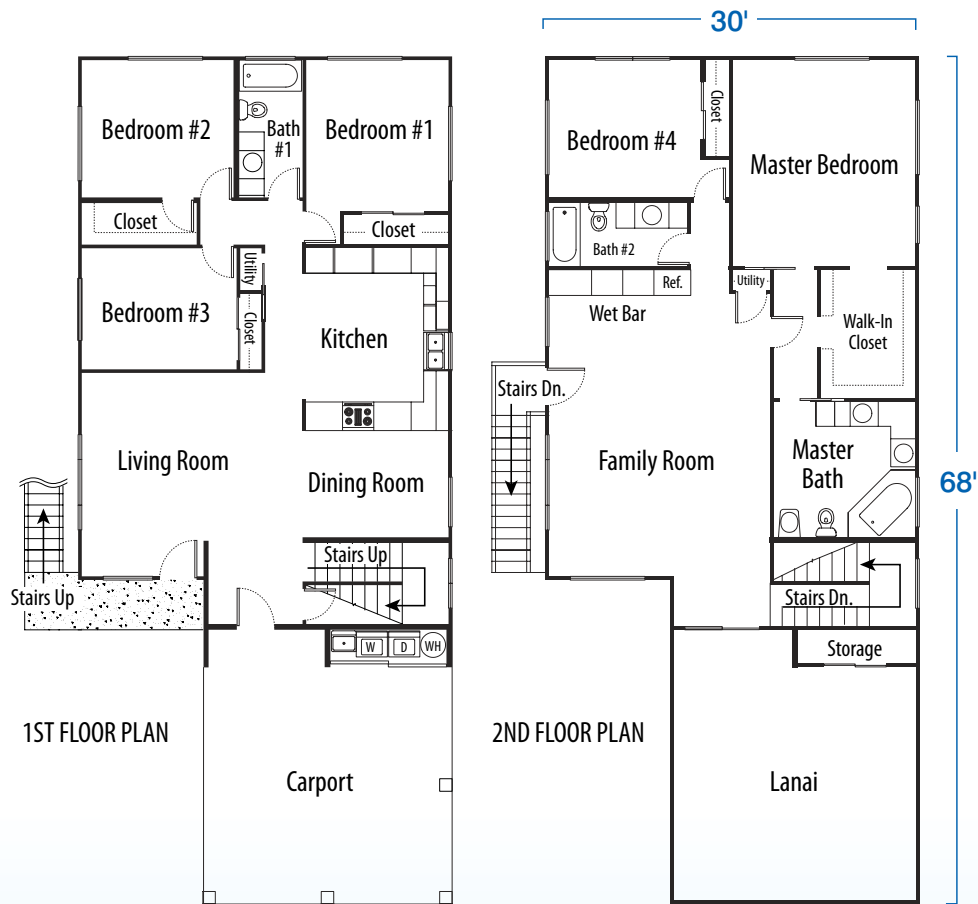 30'
Bedroom #2
Bath
#1
Bedroom #1
Closet
Closet
Utility
Bedroom #3
Closet
Kitchen
Living Room
Dining Room
Stairs Up
Stairs Up
W
D
WH
1ST FLOOR PLAN
Carport
Bedroom #4
Closet
Master Bedroom
Bath #2
Ref.
Utility
Wet Bar
Walk-In
Closet
Stairs Dn.
Family Room
Master
Bath
68'
Stairs Dn.
Storage
2ND FLOOR PLAN
Lanai